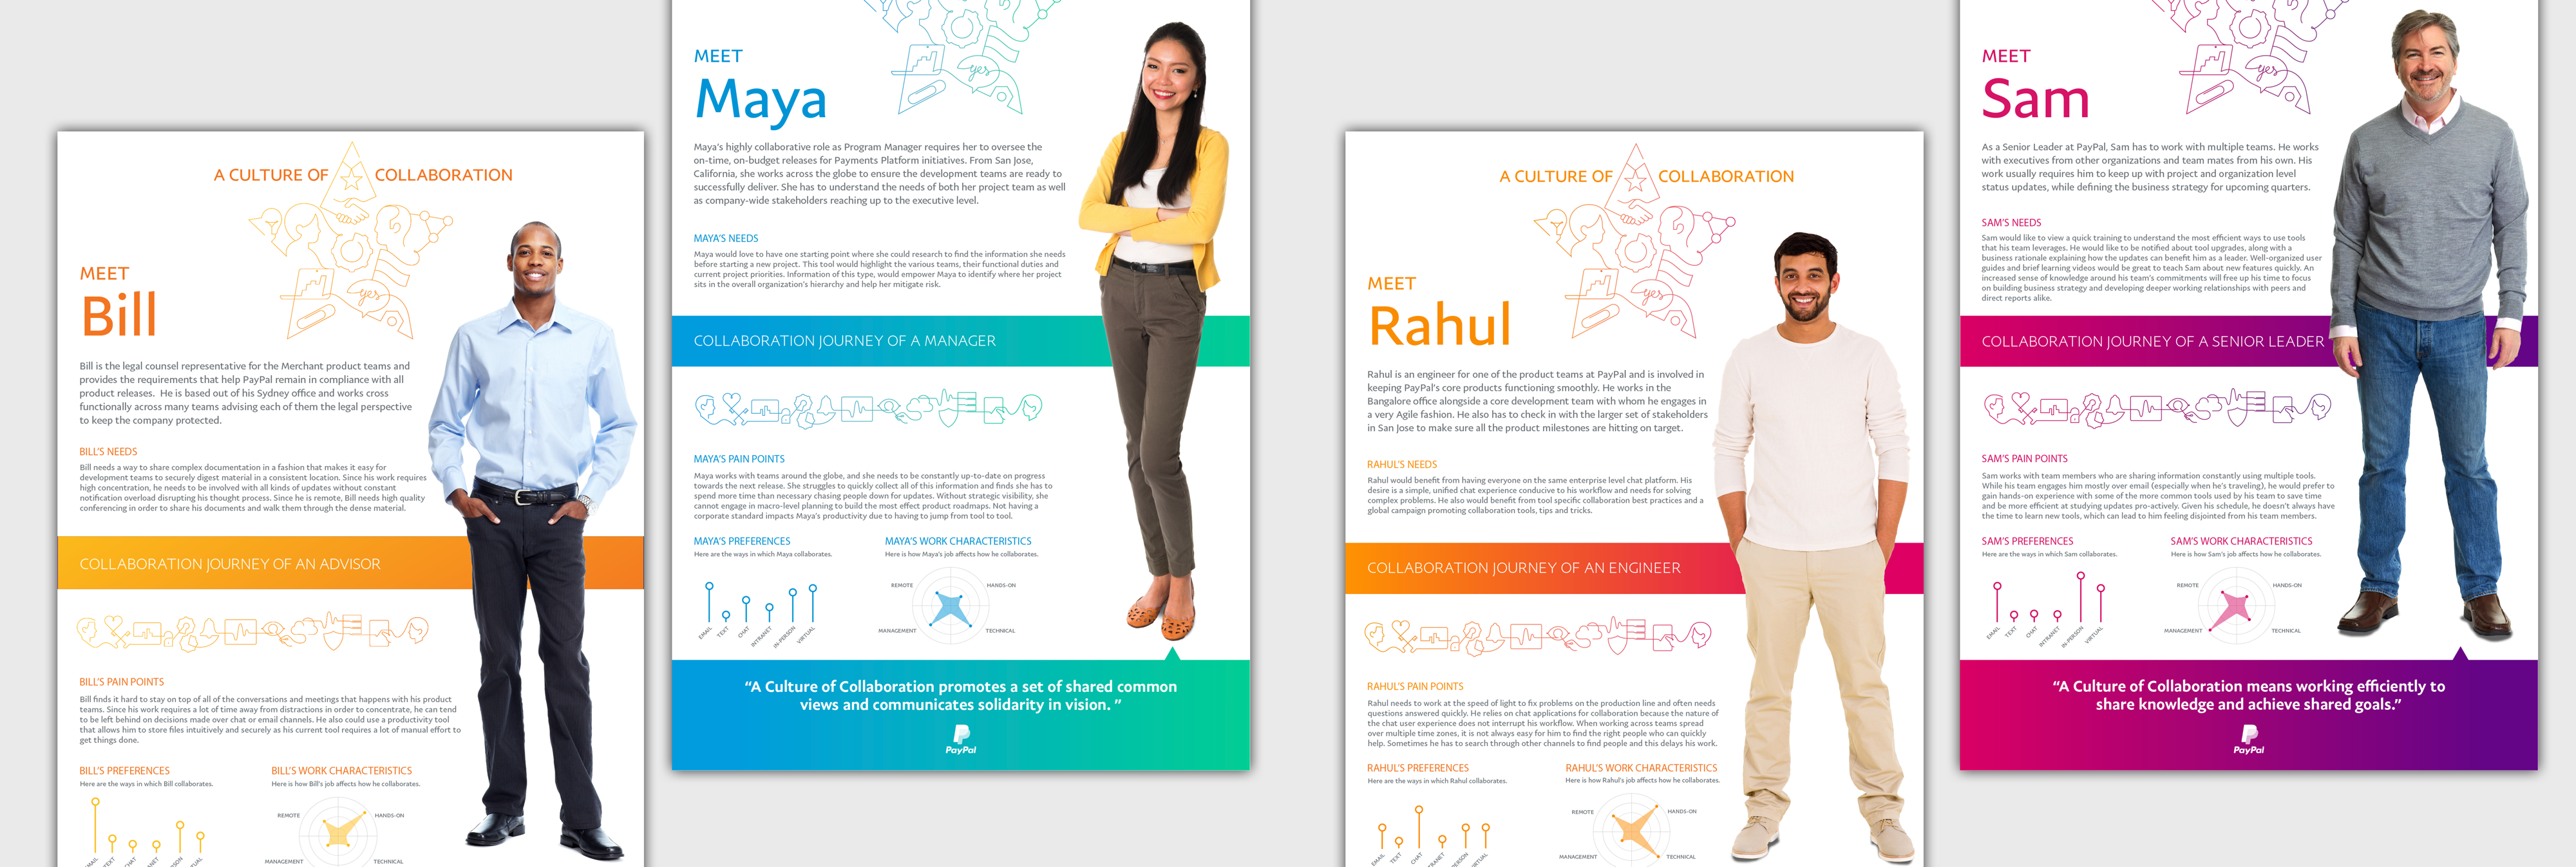 A CULTURE OF COLLABORATION
yes
MEET
Bill
Bill is the legal counsel representative for the Merchant product teams and
provides the requirements that help PayPal remain in compliance with all
product releases.  He is based out of his Sydney office and works cross
functionally across many teams advising each of them the legal perspective
to keep the company protected.
BILL'S NEEDS
Bill needs a way to share complex documentation in a fashion that makes it easy for
development teams to securely digest material in a consistent location. Since his work requires
high concentration, he needs to be involved with all kinds of updates without constant
notification overload disrupting his thought process. Since he is remote, Bill needs high quality
conferencing in order to share his documents and walk them through the dense material.
COLLABORATION JOURNEY OF AN ADVISOR
BILL'S PAIN POINTS
Bill finds it hard to stay on top of all of the conversations and meetings that happens with his product
teams. Since his work requires a lot of time away from distractions in order to concentrate, he can tend
to be left behind on decisions made over chat or email channels. He also could use a productivity tool
that allows him to store files intuitively and securely as his current tool requires a lot of manual effort to
get things done.
BILL'S PREFERENCES
Here are the ways in which Bill collaborates.
BILL'S WORK CHARACTERISTICS
Here is how Bill's job affects how he collaborates.
REMOTE
HANDS-ON
MANAGEMENT
TECHNICAL
yes
MEET
Maya
Maya's highly collaborative role as Program Manager requires her to oversee the
on-time, on-budget releases for Payments Platform initiatives. From San Jose,
California, she works across the globe to ensure the development teams are ready to
successfully deliver. She has to understand the needs of both her project team as well
as company-wide stakeholders reaching up to the executive level.
MAYA'S NEEDS
Maya would love to have one starting point where she could research to find the information she needs
before starting a new project. This tool would highlight the various teams, their functional duties and
current project priorities. Information of this type, would empower Maya to identify where her project
sits in the overall organization's hierarchy and help her mitigate risk.
COLLABORATION JOURNEY OF A MANAGER
MAYA'S PAIN POINTS
Maya works with teams around the globe, and she needs to be constantly up-to-date on progress
towards the next release. She struggles to quickly collect all of this information and finds she has to
spend more time than necessary chasing people down for updates. Without strategic visibility, she
cannot engage in macro-level planning to build the most effect product roadmaps. Not having a
corporate standard impacts Maya's productivity due to having to jump from tool to tool.
MAYA'S PREFERENCES
Here are the ways in which Maya collaborates.
EMAIL
TEXT
CHAT
INTRANET
IN-PERSON
VIRTUAL
MAYA'S WORK CHARACTERISTICS
Here is how Maya's job affects how he collaborates.
REMOTE
HANDS-ON
MANAGEMENT
TECHNICAL
“A Culture of Collaboration promotes a set of shared common
views and communicates solidarity in vision. ”
PayPal
A CULTURE OF COLLABORATION
yes
MEET
Rahul
Rahul is an engineer for one of the product teams at PayPal and is involved in
keeping PayPal's core products functioning smoothly. He works in the
Bangalore office alongside a core development team with whom he engages in
a very Agile fashion. He also has to check in with the larger set of stakeholders
in San Jose to make sure all the product milestones are hitting on target.
RAHUL'S NEEDS
Rahul would benefit from having everyone on the same enterprise level chat platform. His
desire is a simple, unified chat experience conducive to his workflow and needs for solving
complex problems. He also would benefit from tool specific collaboration best practices and a
global campaign promoting collaboration tools, tips and tricks.
COLLABORATION JOURNEY OF AN ENGINEER
RAHUL'S PAIN POINTS
Rahul needs to work at the speed of light to fix problems on the production line and often needs
questions answered quickly. He relies on chat applications for collaboration because the nature of
the chat user experience does not interrupt his workflow. When working across teams spread
over multiple time zones, it is not always easy for him to find the right people who can quickly
help. Sometimes he has to search through other channels to find people and this delays his work.
RAHUL'S PREFERENCES
Here are the ways in which Rahul collaborates.
EMAIL
TEXT
CHAT
RAHUL'S WORK CHARACTERISTICS
Here is how Rahul's job affects how he collaborates.
REMOTE
HANDS-ON
MANAGEMENT
TECHNICAL
yes
MEET
Sam
As a Senior Leader at PayPal, Sam has to work with multiple teams. He works
with executives from other organizations and team mates from his own. His
work usually requires him to keep up with project and organization level
status updates, while defining the business strategy for upcoming quarters.
SAM'S NEEDS
Sam would like to view a quick training to understand the most efficient ways to use tools
that his team leverages. He would like to be notified about tool upgrades, along with a
business rationale explaining how the updates can benefit him as a leader. Well-organized user
guides and brief learning videos would be great to teach Sam about new features quickly. An
increased sense of knowledge around his team's commitments will free up his time to focus
on building business strategy and developing deeper working relationships with peers and
direct reports alike.
COLLABORATION JOURNEY OF A SENIOR LEADER
SAM'S PAIN POINTS
Sam works with team members who are sharing information constantly using multiple tools.
While his team engages him mostly over email (especially when he's traveling), he would prefer to
gain hands-on experience with some of the more common tools used by his team to save time
and be more efficient at studying updates pro-actively. Given his schedule, he doesn't always have
the time to learn new tools, which can lead to him feeling disjointed from his team members.
SAM'S PREFERENCES
Here are the ways in which Sam collaborates.
EMAIL
TEXT
CHAT
INTRANET
IN-PERSON
VIRTUAL
SAM'S WORK CHARACTERISTICS
Here is how Sam's job affects how he collaborates.
REMOTE
HANDS-ON
MANAGEMENT
TECHNICAL
“A Culture of Collaboration means working efficiently to
share knowledge and achieve shared goals.”
PayPal